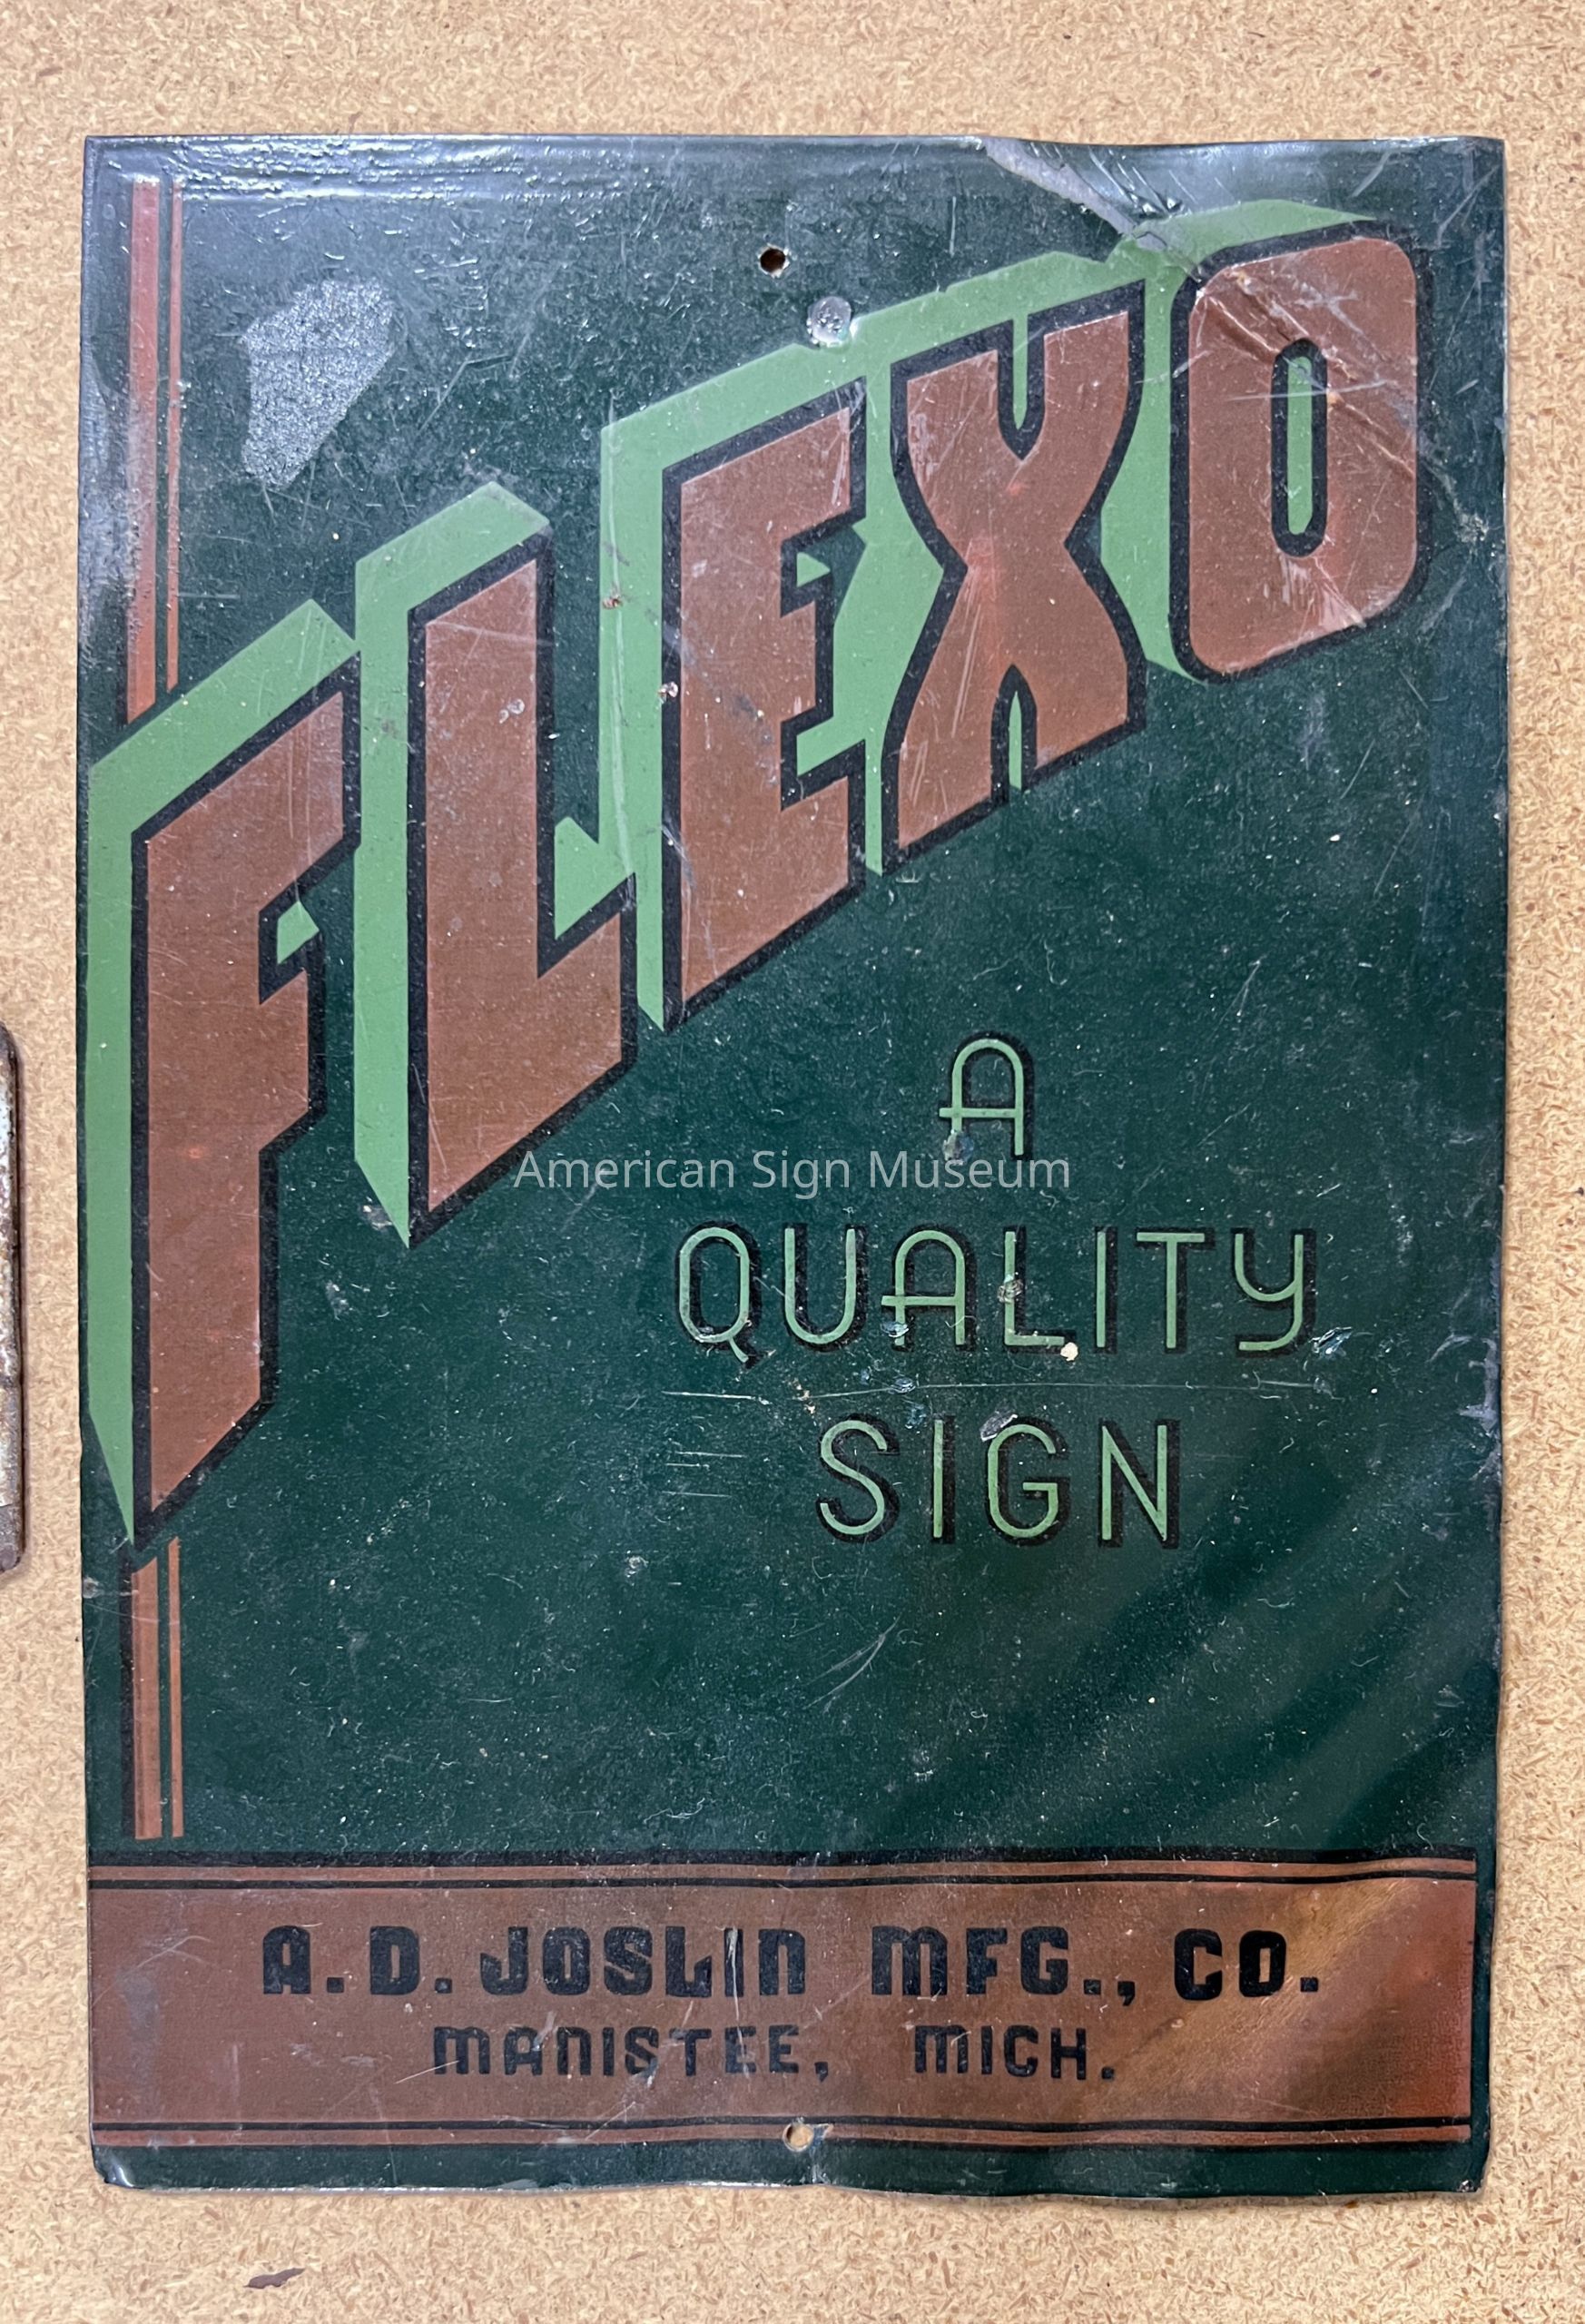 FLEXO
A
American Sign Museum
QUALITY
SIGN
A. D. JOSLIN MFG., CO.
MANISTEE, MICH.